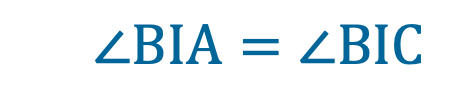 ∠BIA = ∠BIC